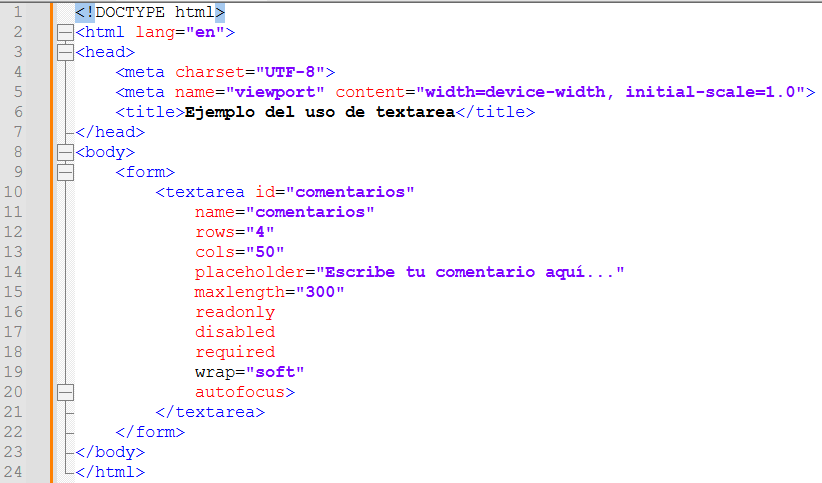 1 <!DOCTYPE html>
2 <html lang="en">
3 <head>
4 <meta charset="UTF-8">
5 <meta name="viewport" content="width=device-width, initial-scale=1.0">
6 <title>Ejemplo del uso de textarea</title>
7 </head>
8 <body>
9 <form>
10 <textarea id="comentarios"
11 name="comentarios"
12 rows="4"
13 cols="50"
14 placeholder="Escribe tu comentario aquí..."
15 maxlength="300"
16 readonly
17 disabled
18 required
19 wrap="soft"
20 autofocus>
21 </textarea>
22 </form>
23 </body>
24 </html>